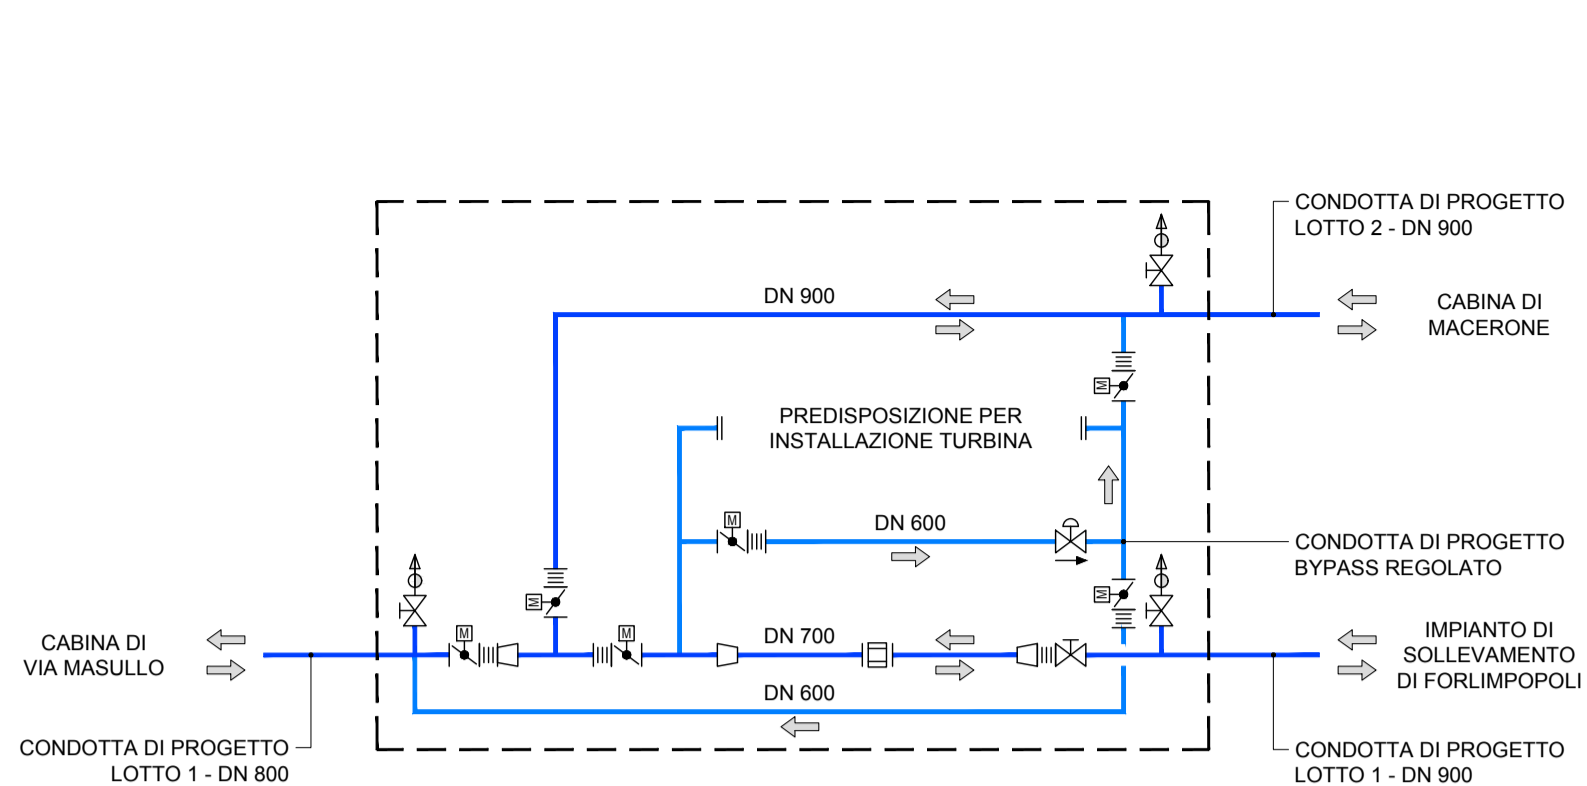 CONDOTTA DI PROGETTO
LOTTO 2 - DN 900
DN 900
CABINA DI
MACERONE
M
PREDISPOSIZIONE PER
INSTALLAZIONE TURBINA
M
DN 600
CONDOTTA DI PROGETTO
BYPASS REGOLATO
M
M
CABINA DI
VIA MASULLO
M
M
DN 700
IMPIANTO DI
SOLLEVAMENTO
DI FORLIMPOPOLI
DN 600
CONDOTTA DI PROGETTO
LOTTO 1 - DN 800
CONDOTTA DI PROGETTO
LOTTO 1 - DN 900